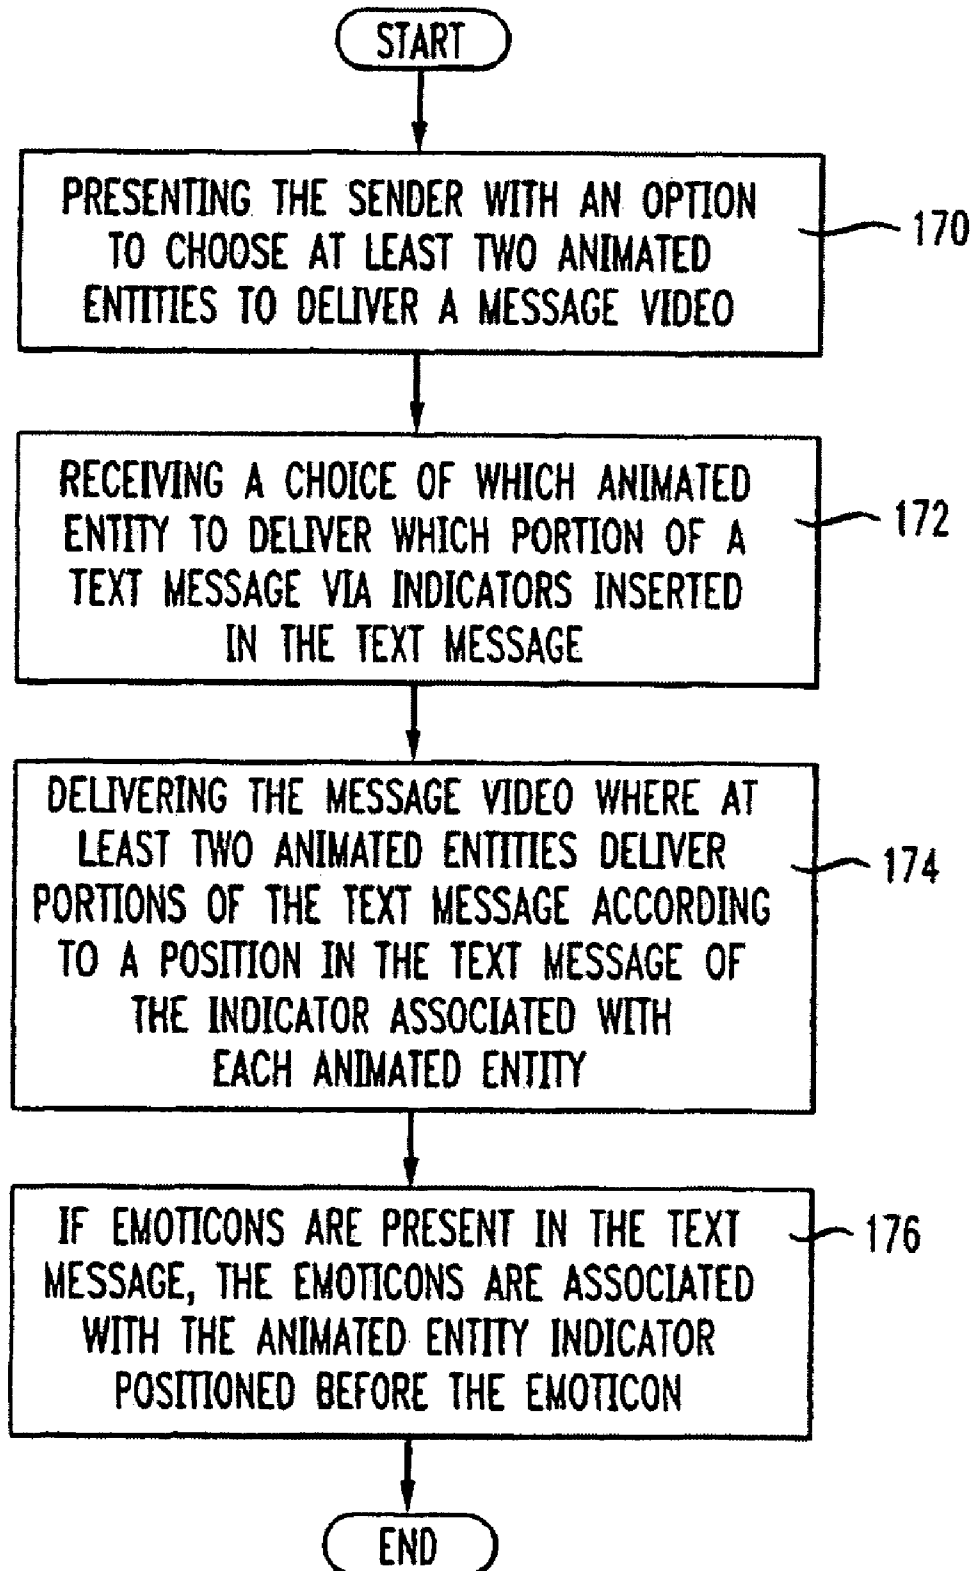 START
PRESENTING THE SENDER WITH AN OPTION
TO CHOOSE AT LEAST TWO ANIMATED
ENTITIES TO DELIVER A MESSAGE VIDEO
170
RECEIVING A CHOICE OF WHICH ANIMATED
ENTITY TO DELIVER WHICH PORTION OF A
TEXT MESSAGE VIA INDICATORS INSERTED
IN THE TEXT MESSAGE
172
DELIVERING THE MESSAGE VIDEO WHERE AT
LEAST TWO ANIMATED ENTITIES DELIVER
PORTIONS OF THE TEXT MESSAGE ACCORDING
TO A POSITION IN THE TEXT MESSAGE OF
THE INDICATOR ASSOCIATED WITH
EACH ANIMATED ENTITY
174
IF EMOTICONS ARE PRESENT IN THE TEXT
MESSAGE, THE EMOTICONS ARE ASSOCIATED
WITH THE ANIMATED ENTITY INDICATOR
POSITIONED BEFORE THE EMOTICON
176
END